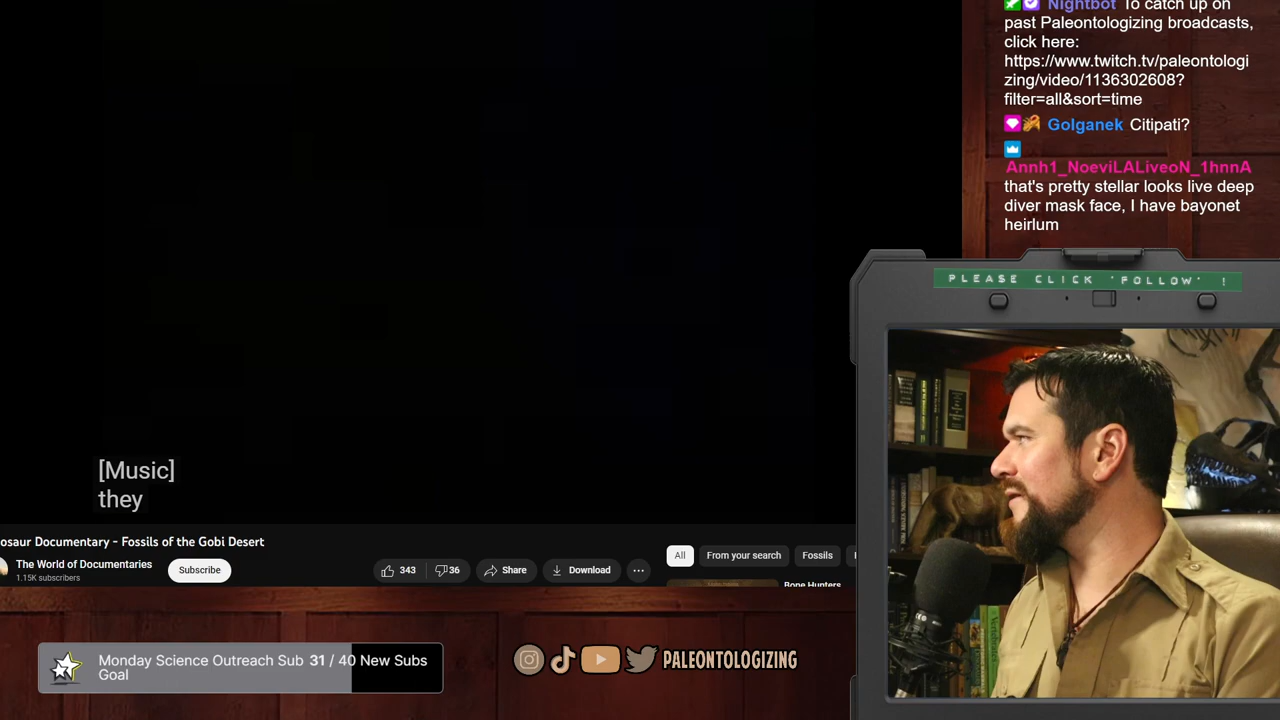 Nightbot To catch up on
past Paleontologizing broadcasts,
click here:
https://www.twitch.tv/paleontologi
zing/video/1136302608?
filter=all&sort=time
Golganek Citipati?
Annh1_NoeviLALiveoN_1hnnA
that's pretty stellar looks live deep
diver mask face, I have bayonet
heirlum
PLEASE CLICK 'FOLLOW' !
[Music]
they
osaur Documentary - Fossils of the Gobi Desert
The World of Documentaries
1.15K subscribers
Subscribe
343
36
Share
Download
All
From your search
Fossils
Bone Hunters
Monday Science Outreach Sub 31 / 40 New Subs
Goal
PALEONTOLOGIZING